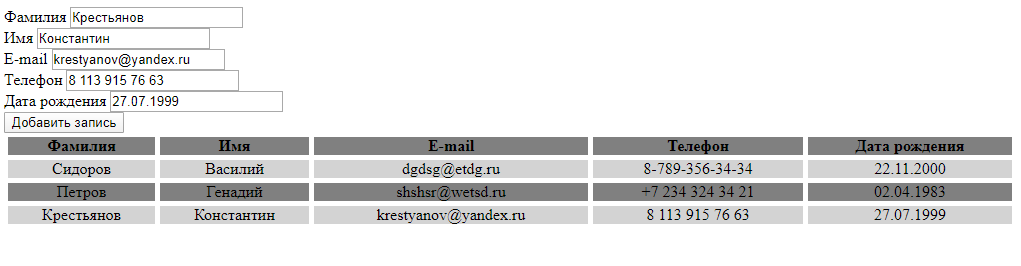 Фамилия Крестьянов
Имя Константин
E-mail krestyanov@yandex.ru
Телефон 8 113 915 76 63
Дата рождения 27.07.1999
Добавить запись
Фамилия Имя E-mail Телефон Дата рождения
Сидоров Василий dgdsg@etdg.ru 8-789-356-34-34 22.11.2000
Петров Генадий shshsr@wetsd.ru +7 234 324 34 21 02.04.1983
Крестьянов Константин krestyanov@yandex.ru 8 113 915 76 63 27.07.1999